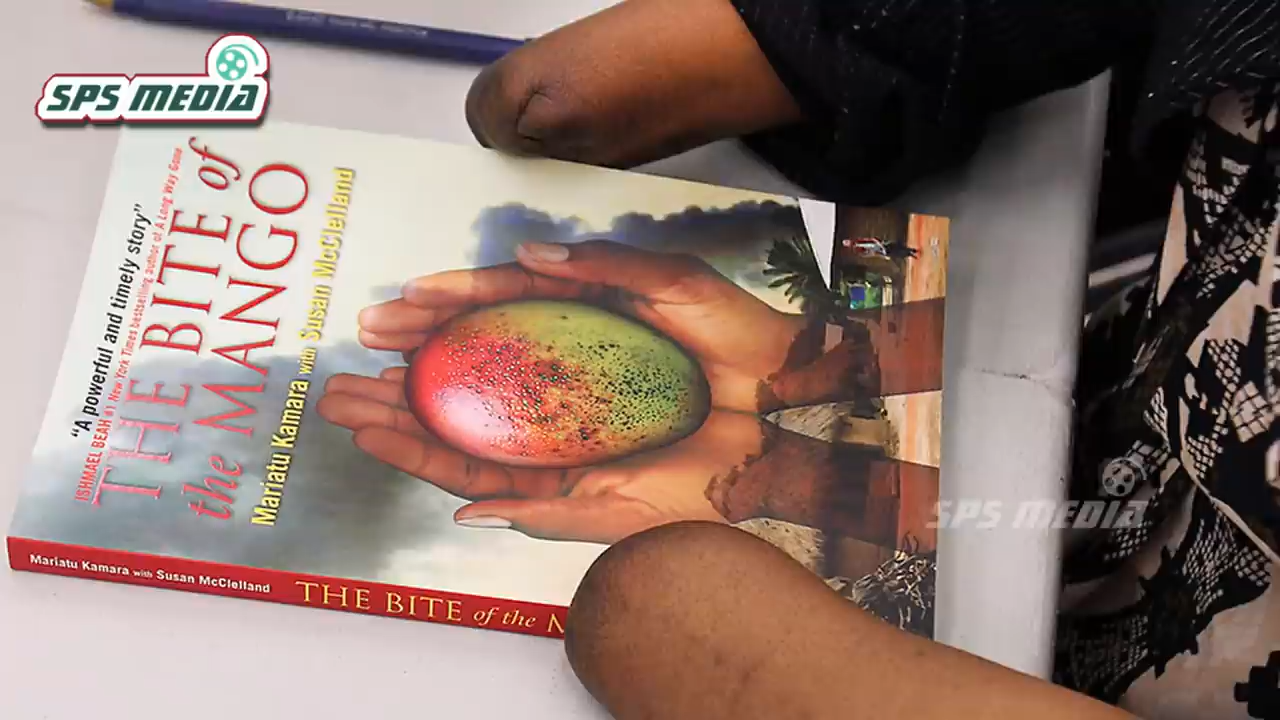 SPS MEDIA
"A powerful and timely story"
ISHMAEL BEAH #1 New York Times bestselling author of A Long Way Gone
THE BITE of
the MANGO
Mariatu Kamara with Susan McClelland
Mariatu Kamara with Susan McClelland THE BITE of the M
SPS MEDIA